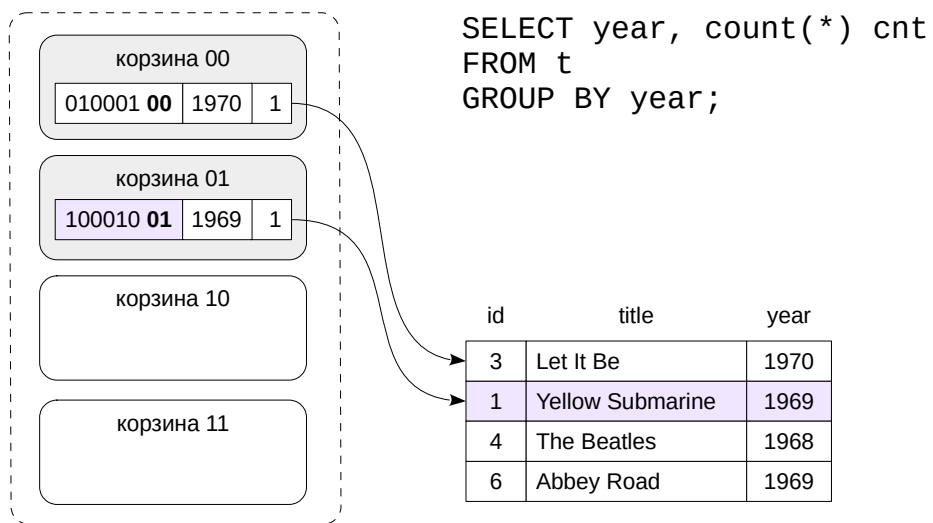 SELECT year, count(*) cnt
FROM t
GROUP BY year;
корзина 00
010001 00 1970 1
корзина 01
100010 01 1969 1
корзина 10
корзина 11
id title year
3 Let It Be 1970
1 Yellow Submarine 1969
4 The Beatles 1968
6 Abbey Road 1969